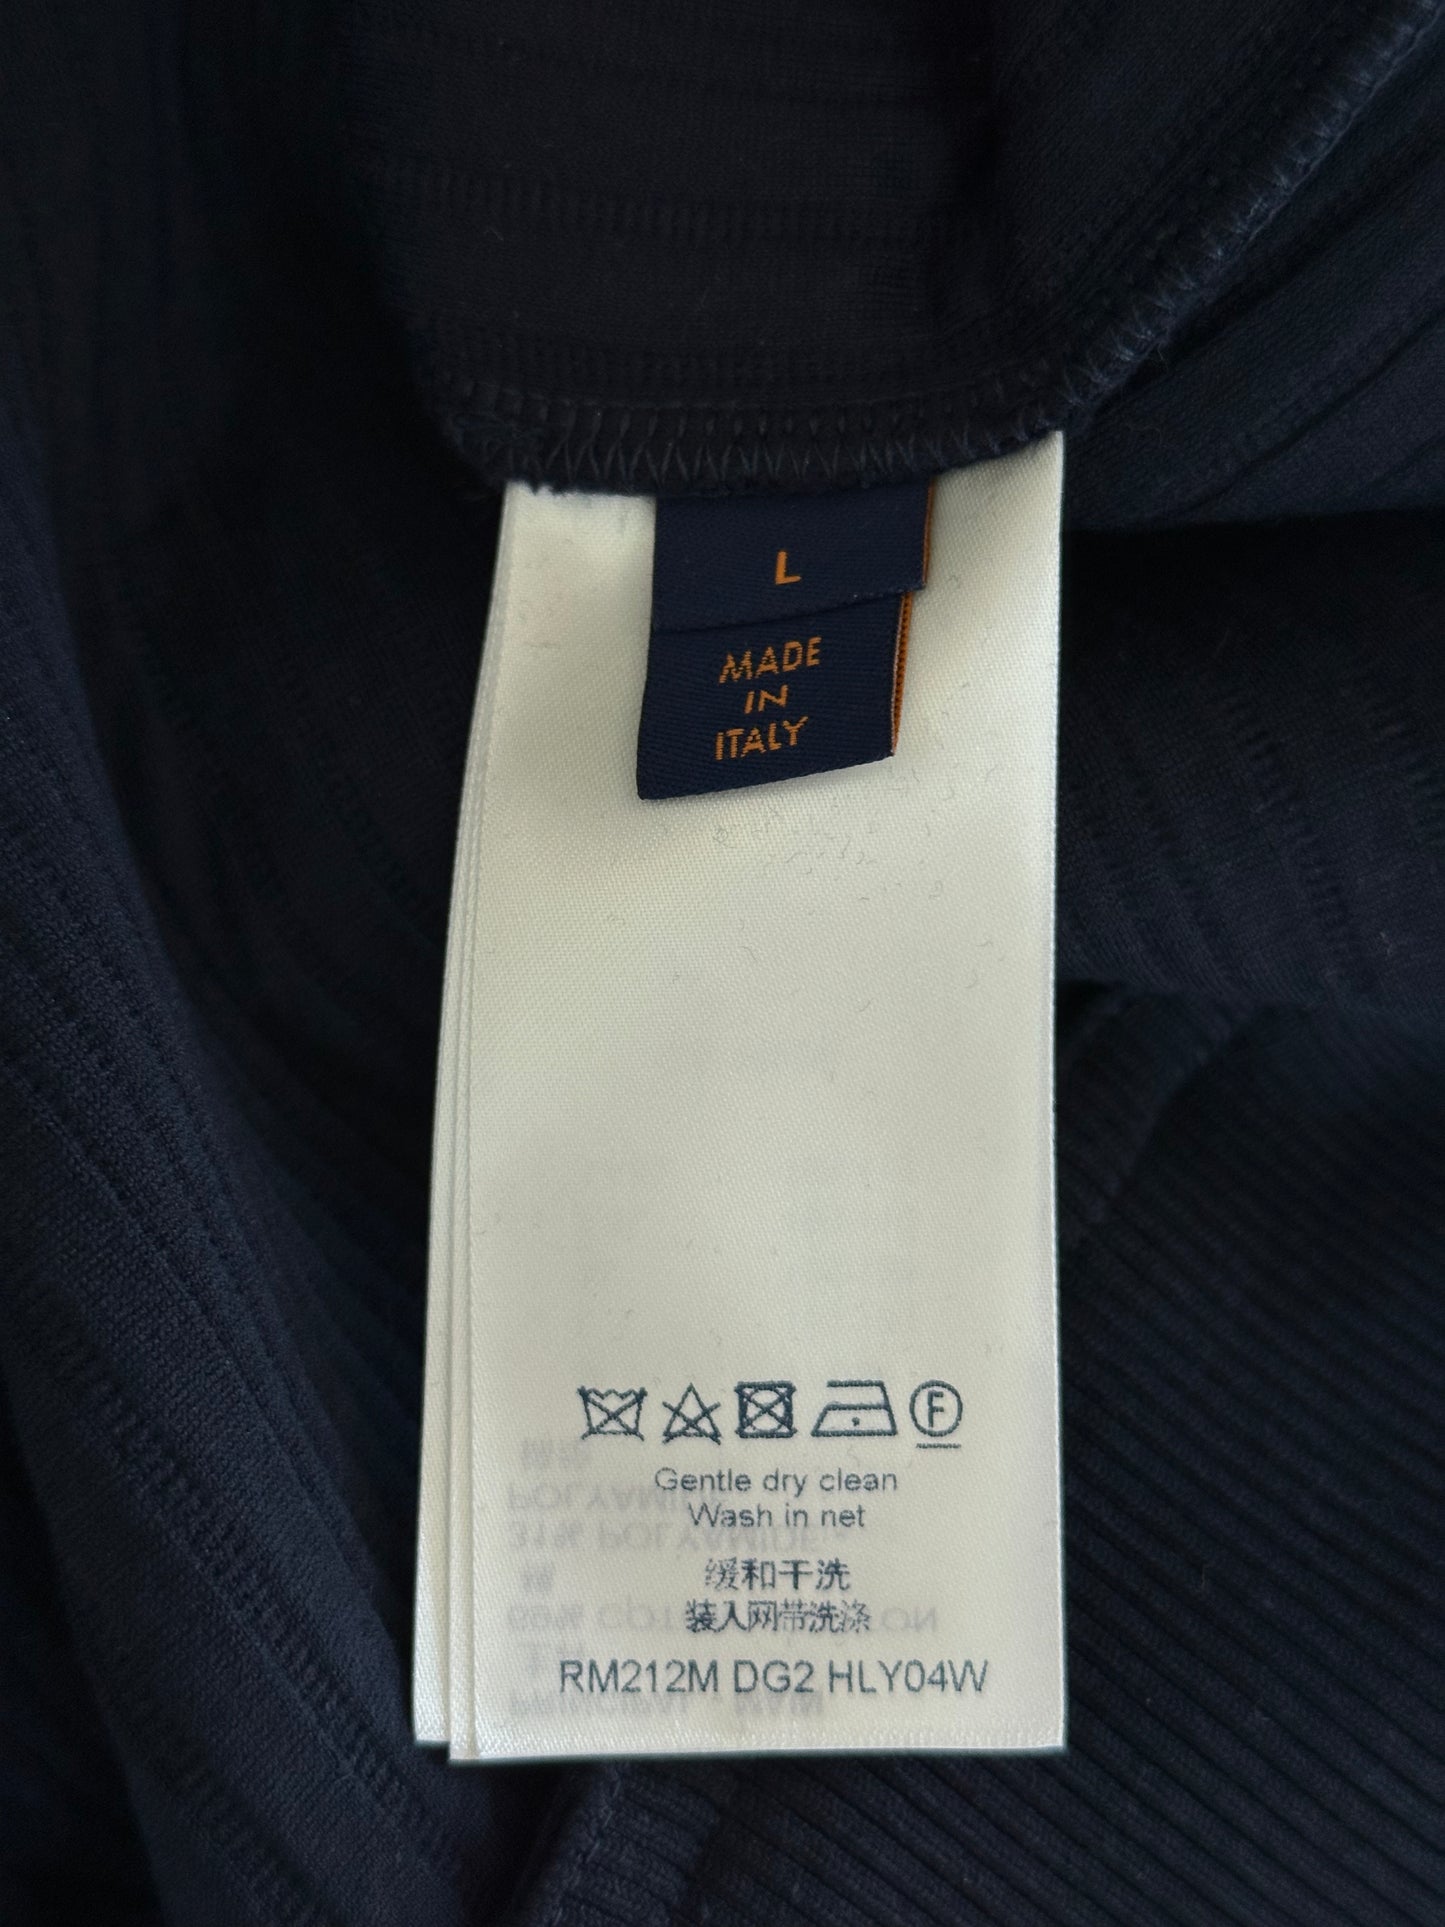 L
MADE
IN
ITALY
F
Gentle dry clean
Wash in net
缓和干洗
装入网带洗涤
RM212M DG2 HLY04W